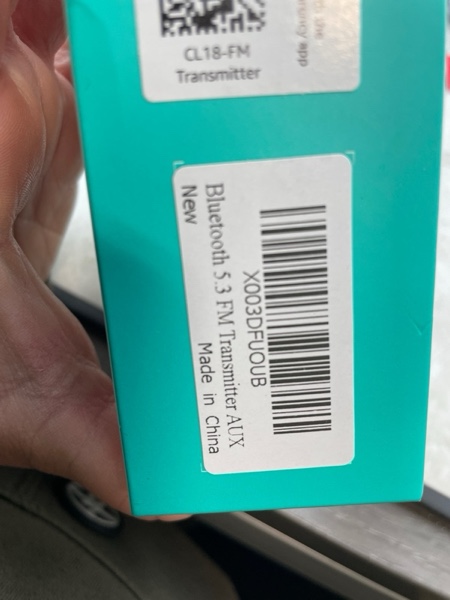 CL18-FM
Transmitter
X003DFUOUB
Bluetooth 5.3 FM Transmitter AUX
New
Made in China